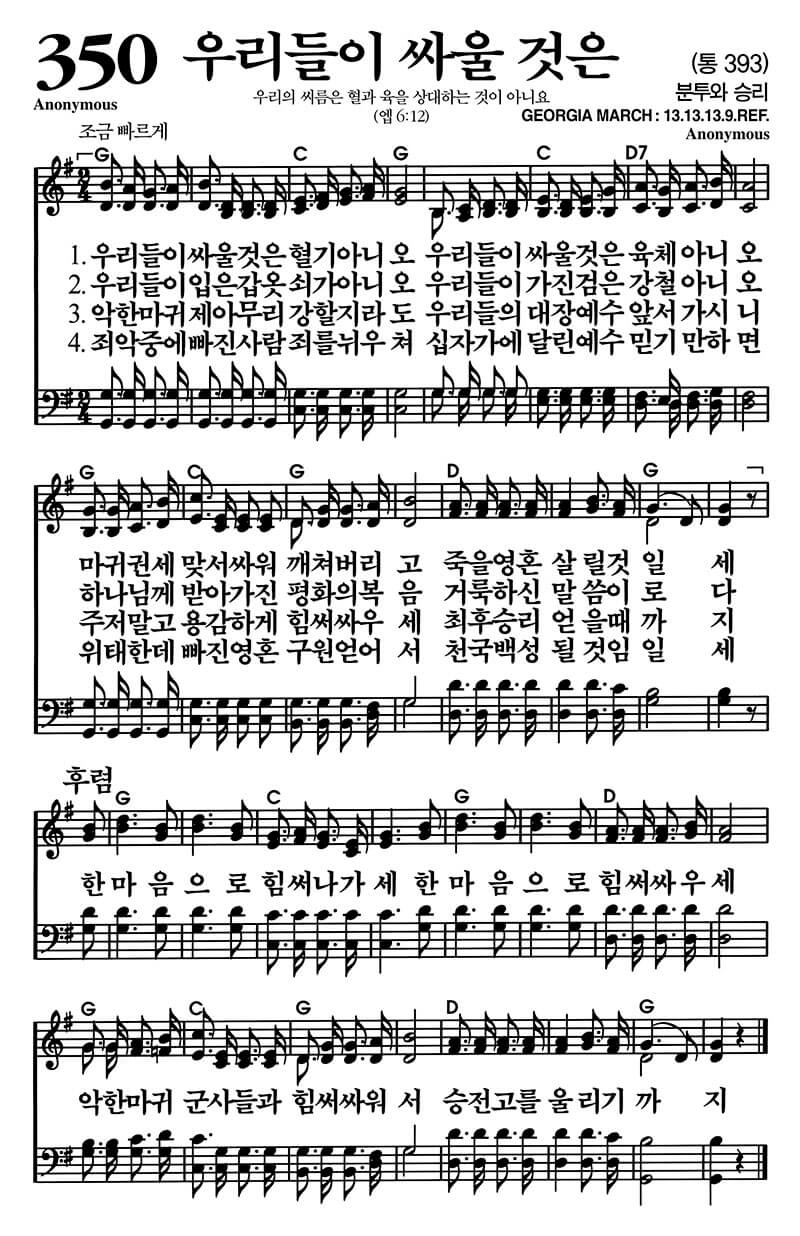 350 우리들이 싸울 것은 (통 393)
Anonymous 우리의 씨름은 혈과 육을 상대하는 것이 아니요 분투와 승리
(엡 6:12) GEORGIA MARCH : 13.13.13.9.REF.
조금 빠르게 Anonymous
G C G C D7
2/4
1. 우리들이 싸울것은 혈기아니 오 우리들이 싸울것은 육체 아니 오
2. 우리들이 입은갑옷 쇠가아니 오 우리들이 가진검은 강철 아니 오
3. 악한마귀 제아무리 강할지라 도 우리들의 대장예수 앞서 가시 니
4. 죄악중에 빠진사람 죄를뉘우 쳐 십자가에 달린예수 믿기 만하 면
2/4
G C G D G
마귀권세 맞서싸워 깨쳐버리 고 죽을영혼 살 릴것 일 세
하나님께 받아가진 평화의복 음 거룩하신 말 씀이 로 다
주저말고 용감하게 힘써싸우 세 최후승리 얻 을때 까 지
위태한데 빠진영혼 구원얻어 서 천국백성 될 것임 일 세
후렴
G C G D
한 마 음 으 로 힘 써 나 가 세 한 마 음 으 로 힘 써 싸 우 세
G C G D G
악한마귀 군사들과 힘써싸워 서 승전고를 울 리기 까 지